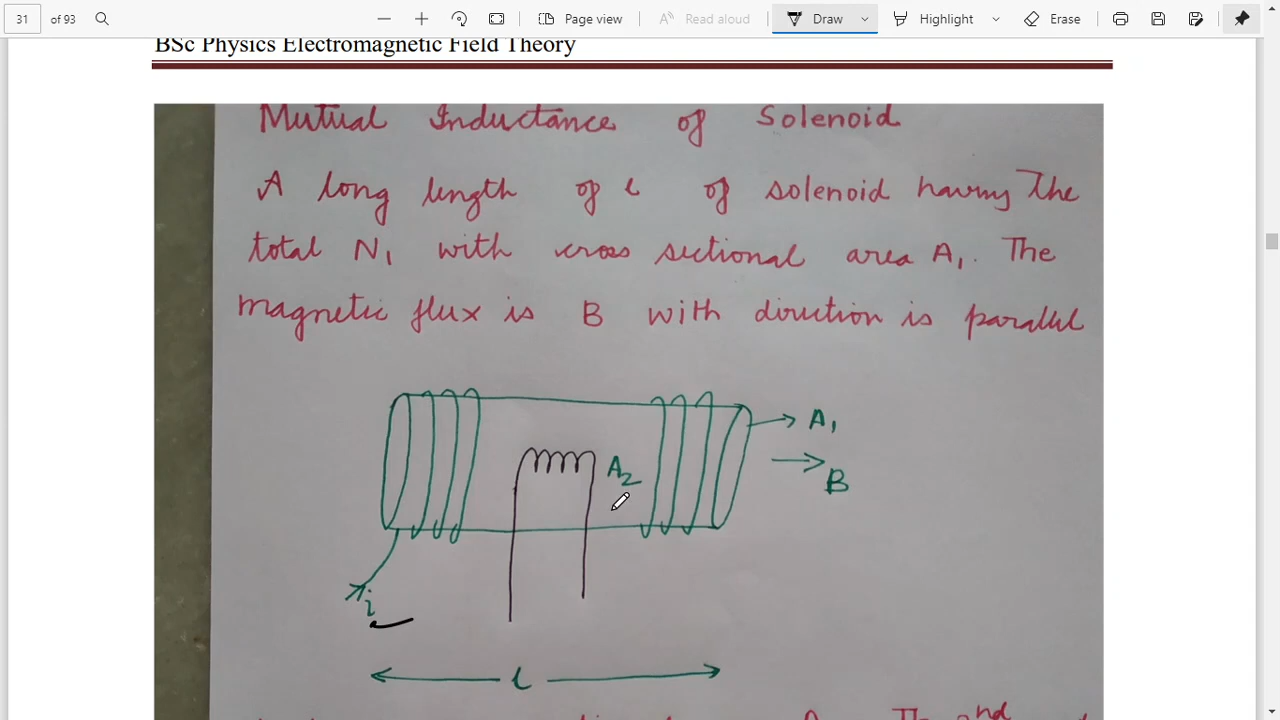 31 of 93 Page view Read aloud Draw Highlight Erase
BSc Physics Electromagnetic Field Theory
Mutual Inductance of Solenoid
A long length of l of solenoid having the
total N1 with cross sectional area A1. The
magnetic flux is B with direction is parallel
A1
A2
B
i
l
2nd